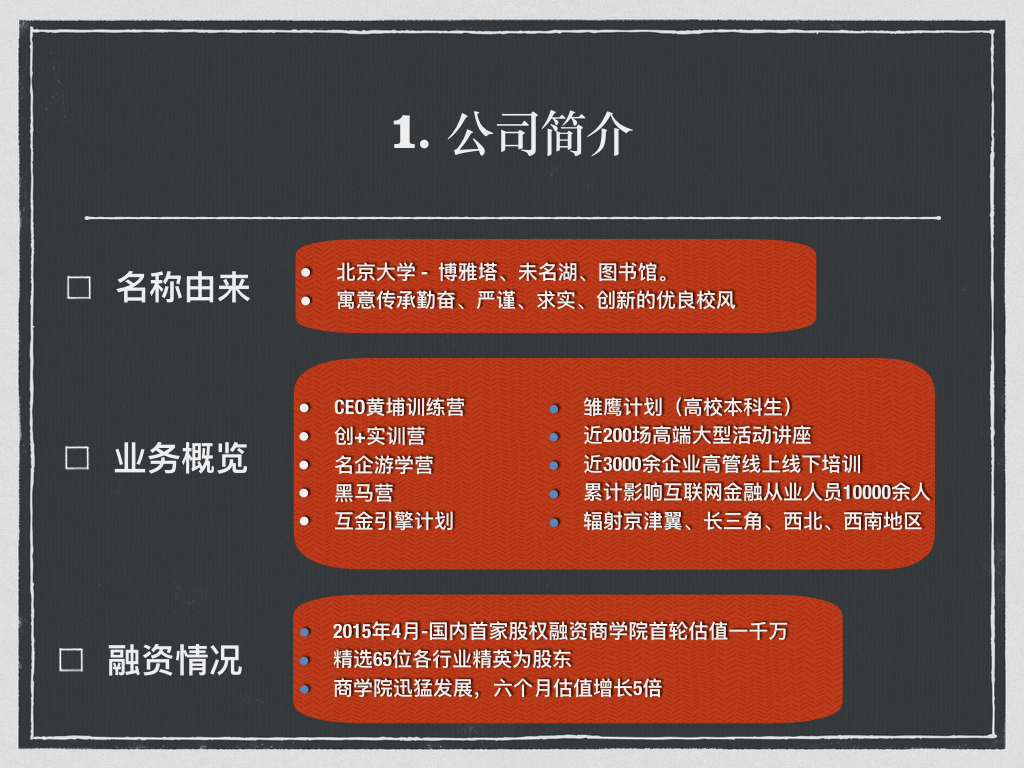 1. 公司简介
名称由来
北京大学 - 博雅塔、未名湖、图书馆。
寓意传承勤奋、严谨、求实、创新的优良校风
业务概览
CEO黄埔训练营
创+实训营
名企游学营
黑马营
互金引擎计划
雏鹰计划（高校本科生）
近200场高端大型活动讲座
近3000余企业高管线上线下培训
累计影响互联网金融从业人员10000余人
辐射京津翼、长三角、西北、西南地区
融资情况
2015年4月-国内首家股权融资商学院首轮估值一千万
精选65位各行业精英为股东
商学院迅猛发展，六个月估值增长5倍